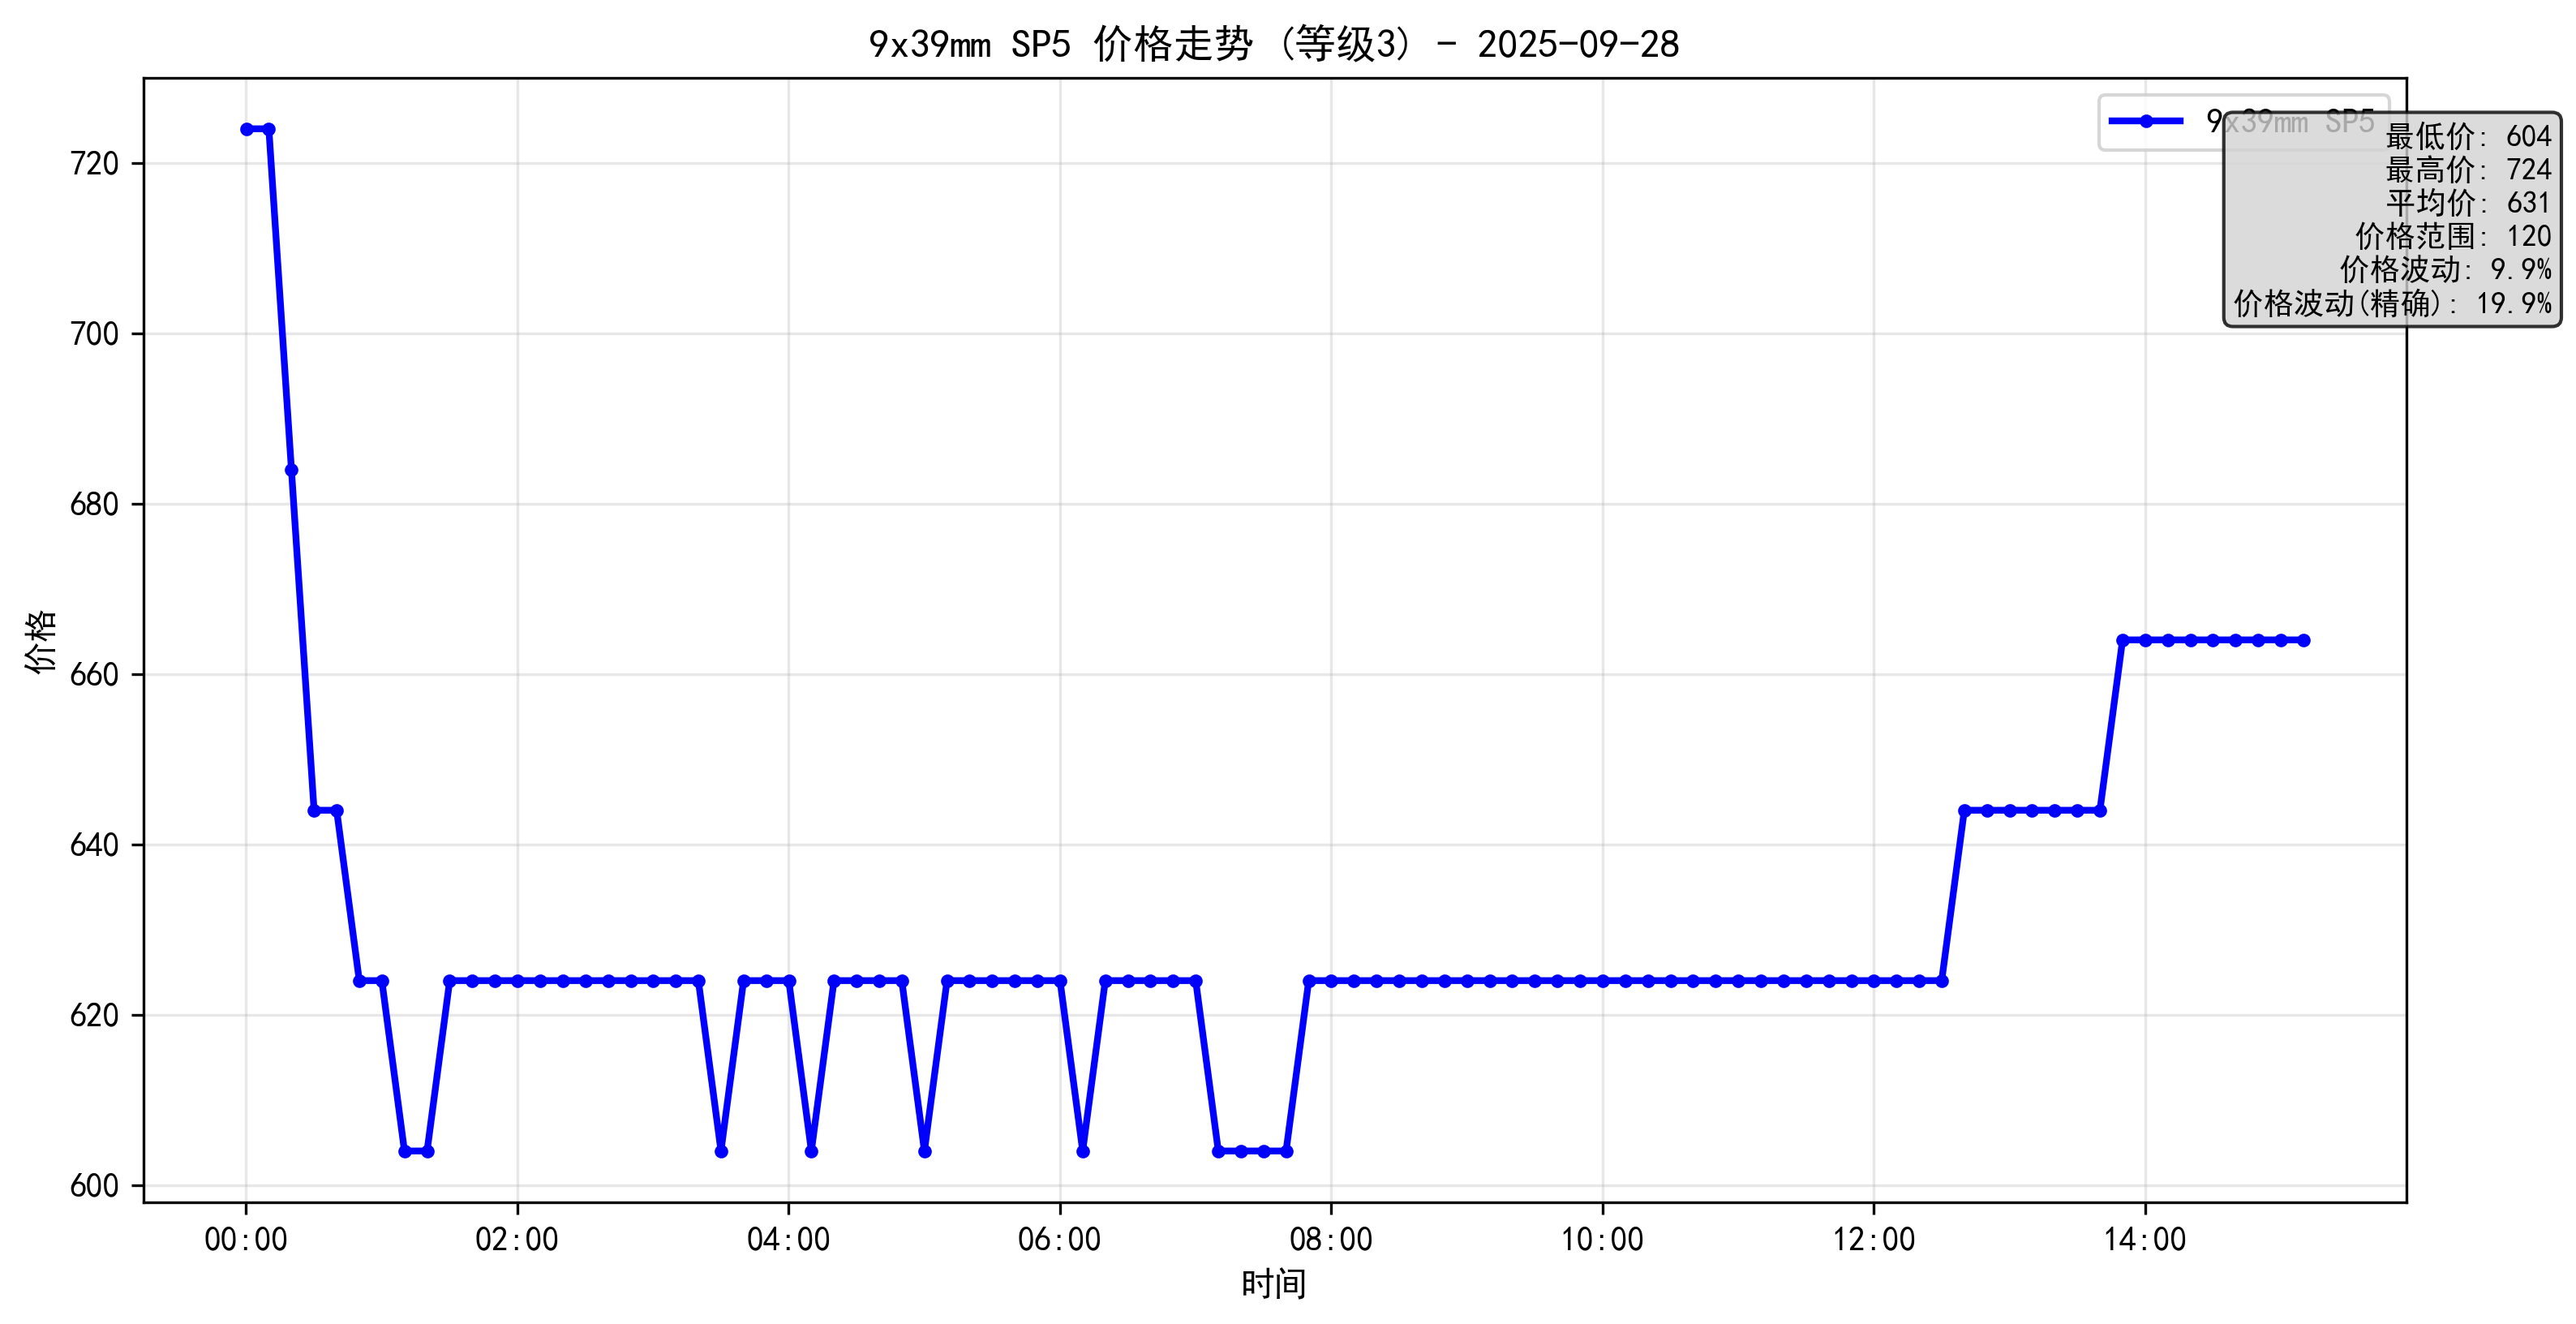 9x39mm SP5 价格走势 (等级3) - 2025-09-28
9x39mm SP5
最低价: 604
最高价: 724
平均价: 631
价格范围: 120
价格波动: 9.9%
价格波动(精确): 19.9%
价格
720
700
680
660
640
620
600
00:00 02:00 04:00 06:00 08:00 10:00 12:00 14:00
时间